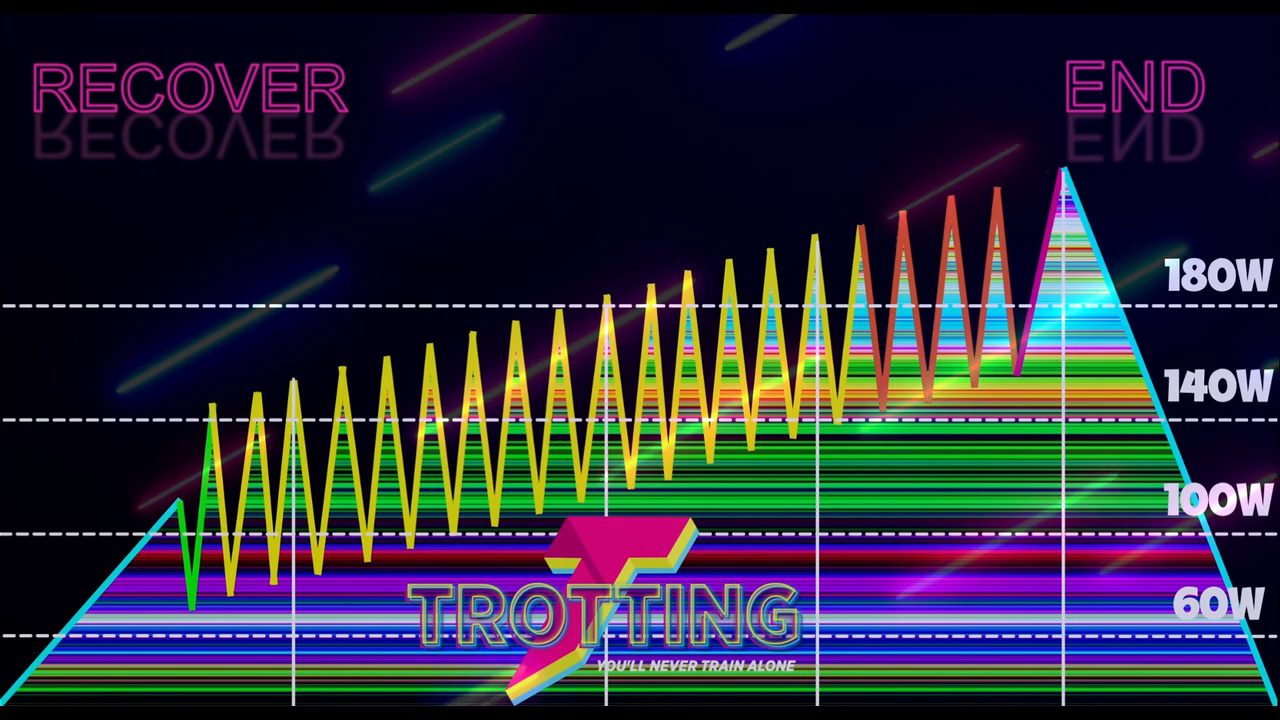 RECOVER
END
180W
140W
100W
60W
TROTTING
YOU'LL NEVER TRAIN ALONE